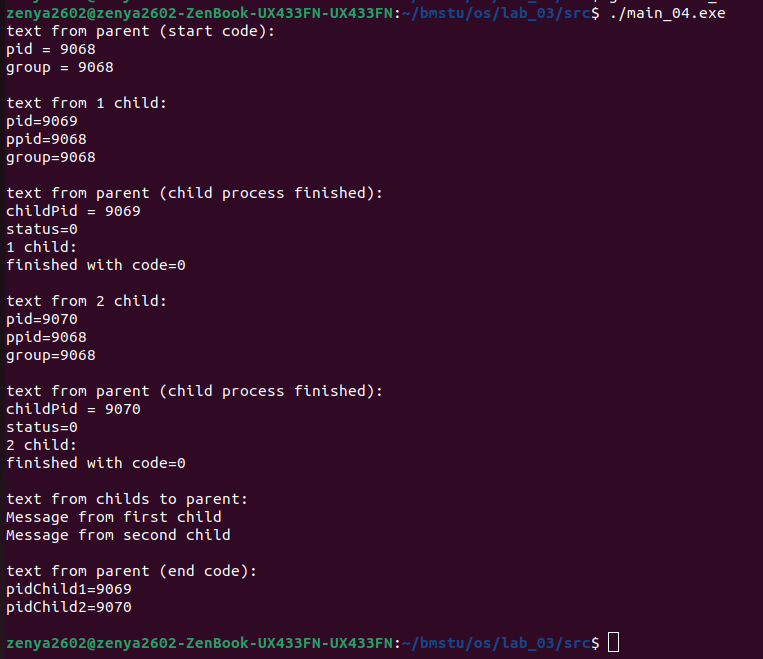 zenya2602@zenya2602-ZenBook-UX433FN-UX433FN:~/bmstu/os/lab_03/src$ ./main_04.exe
text from parent (start code):
pid = 9068
group = 9068
text from 1 child:
pid=9069
ppid=9068
group=9068
text from parent (child process finished):
childPid = 9069
status=0
1 child:
finished with code=0
text from 2 child:
pid=9070
ppid=9068
group=9068
text from parent (child process finished):
childPid = 9070
status=0
2 child:
finished with code=0
text from childs to parent:
Message from first child
Message from second child
text from parent (end code):
pidChild1=9069
pidChild2=9070
zenya2602@zenya2602-ZenBook-UX433FN-UX433FN:~/bmstu/os/lab_03/src$